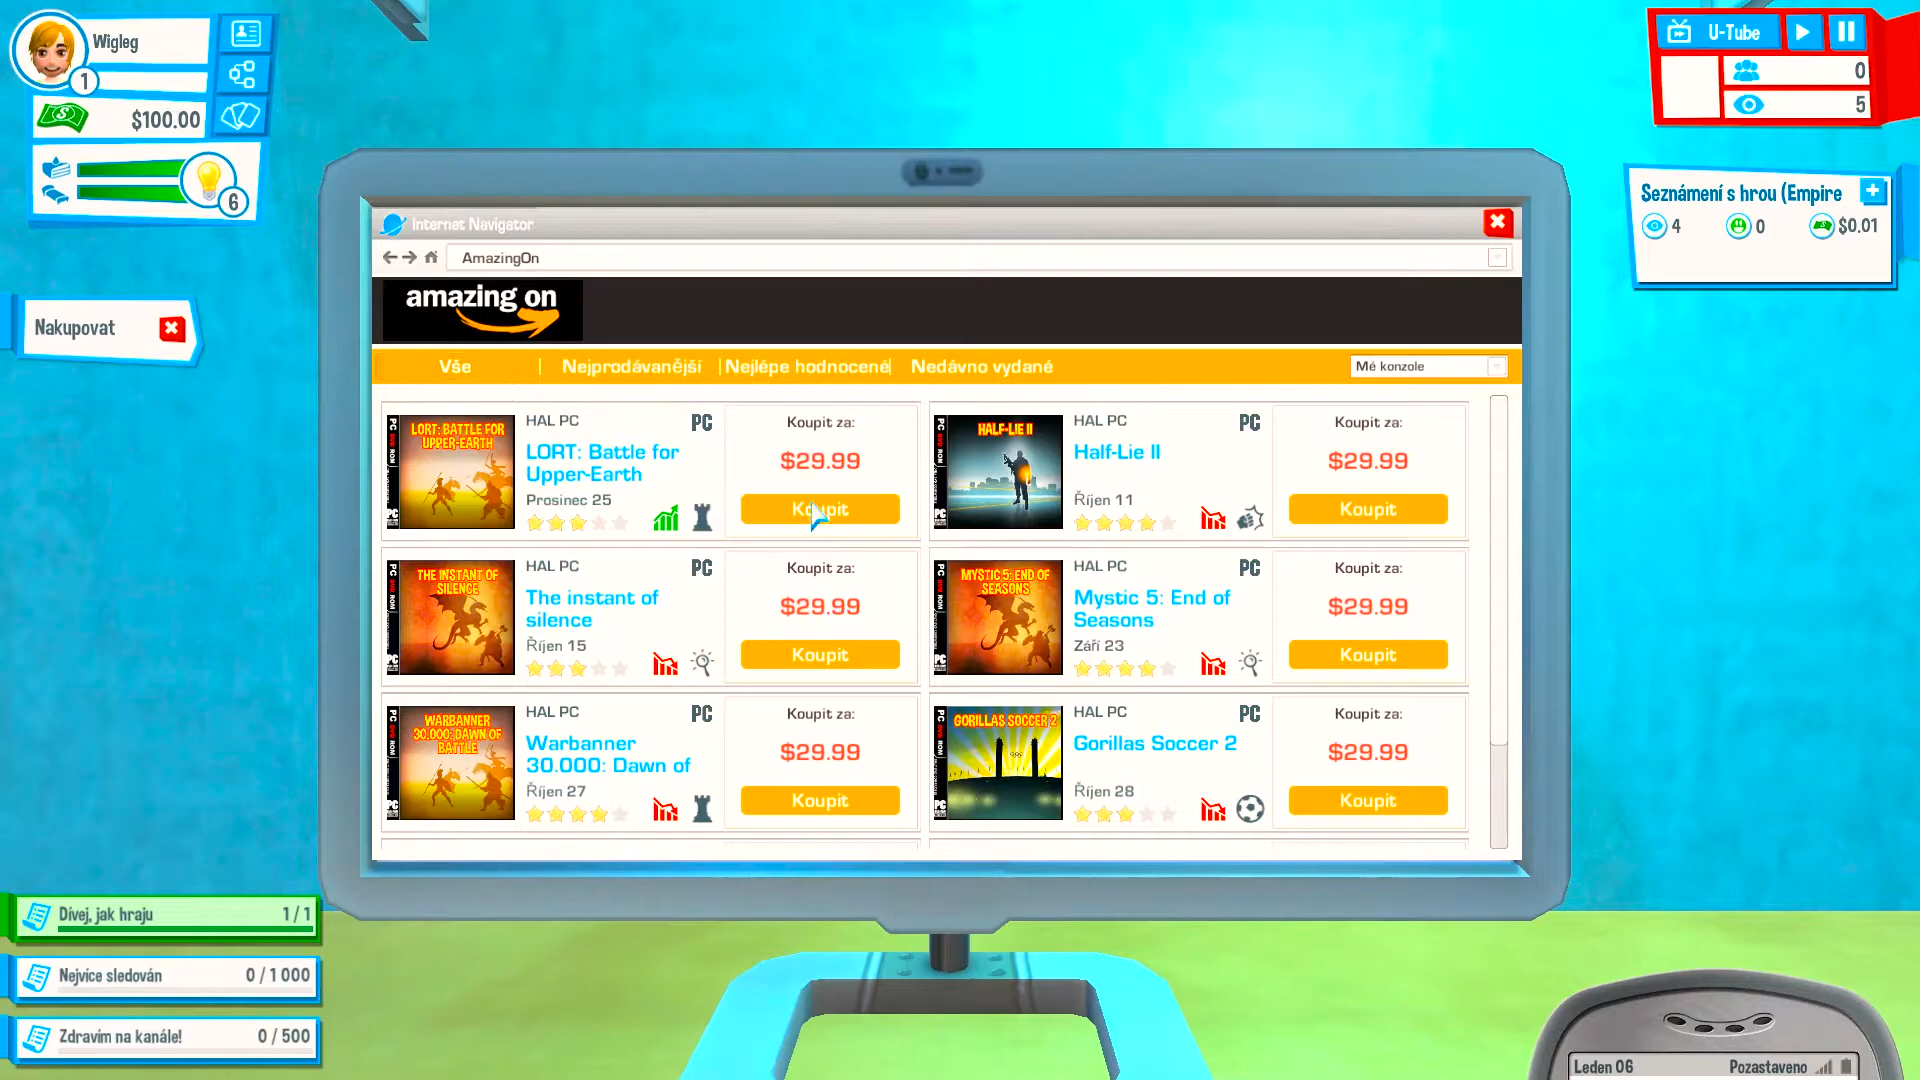 Wigleg
1
$100.00
6
Nakupovat
U-Tube
0
5
Seznámení s hrou (Empire
4
0
$0.01
Internet Navigator
AmazingOn
amazing on
Vše
Nejprodávanější
Nejlépe hodnocené
Nedávno vydané
Mé konzole
LORT: BATTLE FOR
UPPER-EARTH
HAL PC
PC
LORT: Battle for
Upper-Earth
Prosinec 25
Koupit za:
$29.99
Koupit
HALF-LIE II
HAL PC
PC
Half-Lie II
Říjen 11
Koupit za:
$29.99
Koupit
THE INSTANT OF
SILENCE
HAL PC
PC
The instant of
silence
Říjen 15
Koupit za:
$29.99
Koupit
MYSTIC 5: END OF
SEASONS
HAL PC
PC
Mystic 5: End of
Seasons
Září 23
Koupit za:
$29.99
Koupit
WARBANNER
30.000: DAWN OF
BATTLE
HAL PC
PC
Warbanner
30.000: Dawn of
Říjen 27
Koupit za:
$29.99
Koupit
GORILLAS SOCCER 2
HAL PC
PC
Gorillas Soccer 2
Říjen 28
Koupit za:
$29.99
Koupit
Dívej, jak hraju 1 / 1
Nejvíce sledován 0 / 1 000
Zdravím na kanále! 0 / 500
Leden 06 Pozastaveno